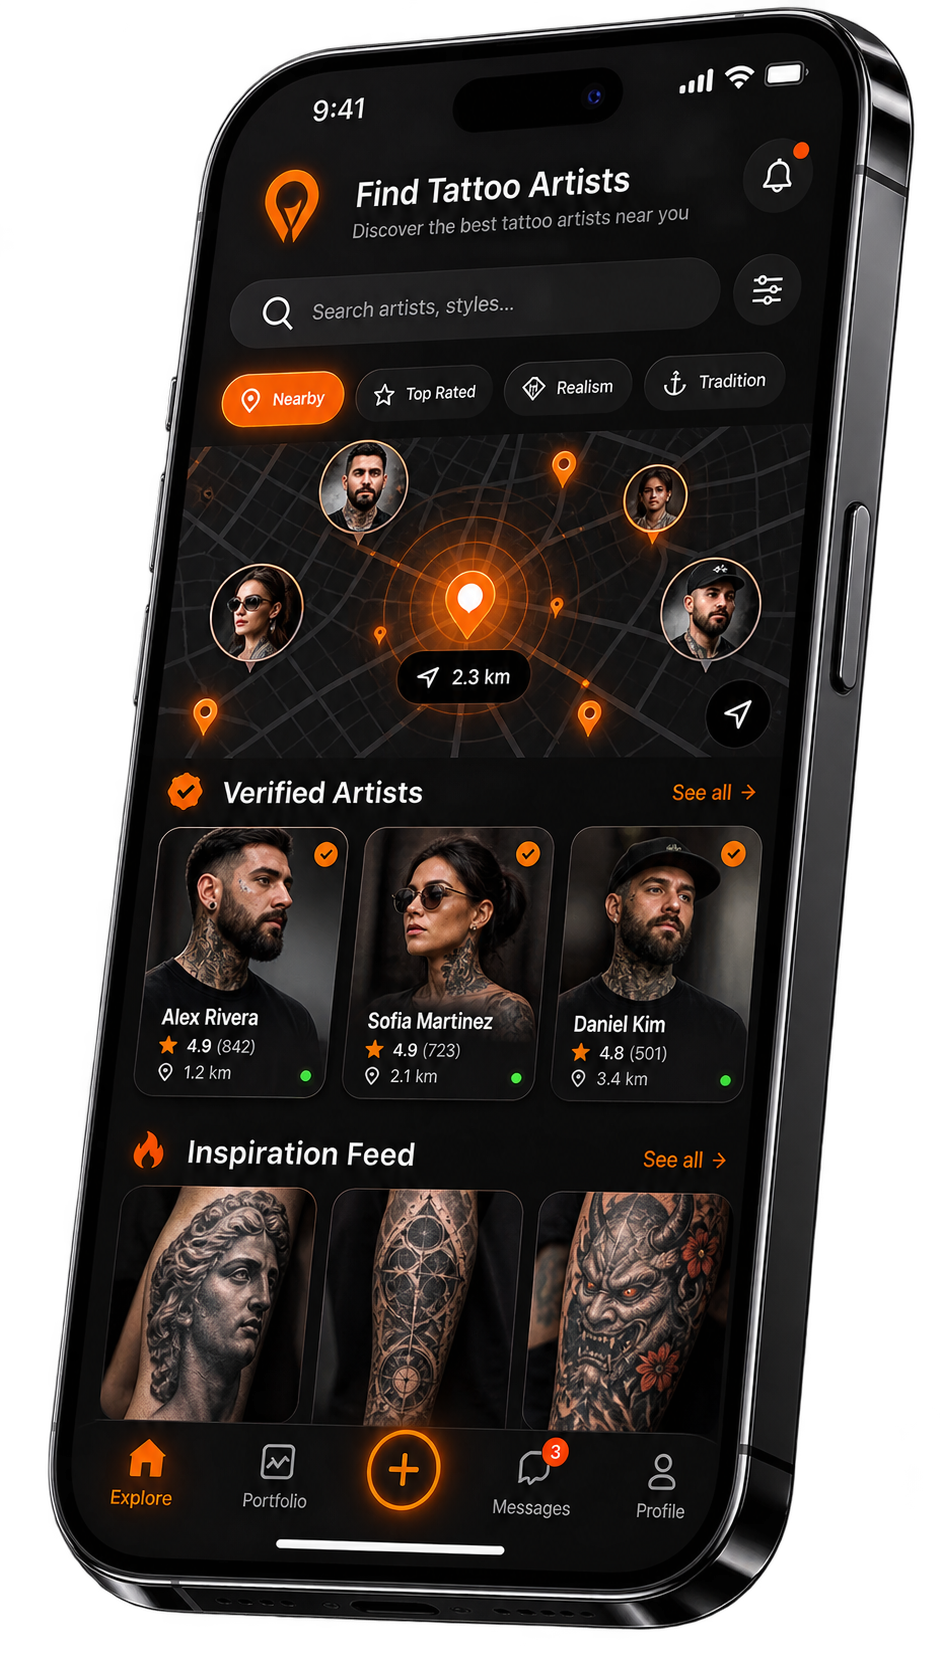 9:41
Find Tattoo Artists
Discover the best tattoo artists near you
Search artists, styles...
Nearby
Top Rated
Realism
Tradition
2.3 km
Verified Artists
See all →
Alex Rivera
4.9 (842)
1.2 km
Sofia Martinez
4.9 (723)
2.1 km
Daniel Kim
4.8 (501)
3.4 km
Inspiration Feed
See all →
Explore
Portfolio
3
Messages
Profile